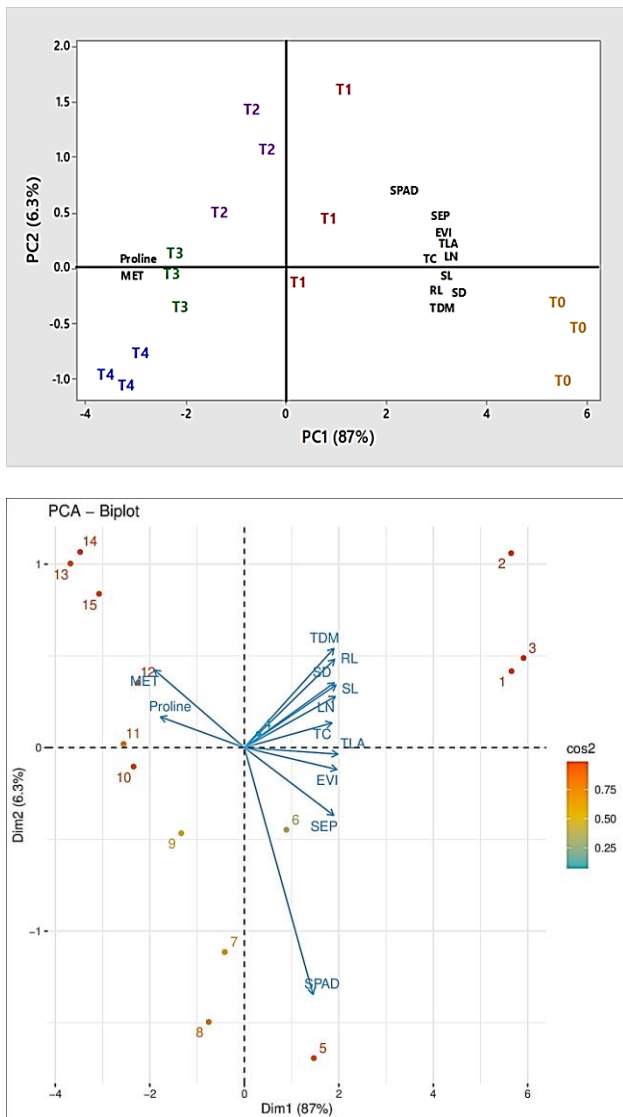 2.0
1.5
1.0
0.5
0.0
-0.5
-1.0
PC2 (6.3%)
T1
T2
T2
SPAD
T2
T1
SEP
EVI
TLA
T3
Proline
TC
LN
T3
MET
SL
T1
RL
SD
T3
TDM
T0
T0
T4
T4
T4
T0
-4
-2
0
2
4
6
PC1 (87%)
PCA – Biplot
14
13
15
2
3
1
TDM
RL
12
SD
MET
SL
Proline
LN
TC
11
TLA
10
EVI
6
SEP
9
7
SPAD
8
5
1
0
−1
Dim2 (6.3%)
−4
−2
0
2
4
6
Dim1 (87%)
cos2
0.75
0.50
0.25